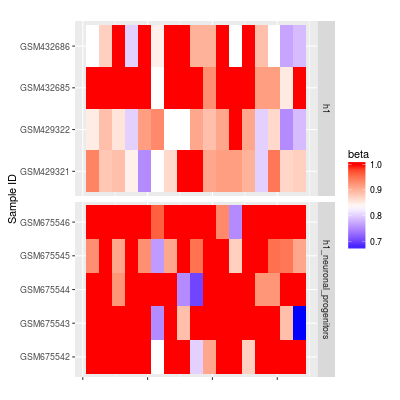 GSM432686
GSM432685
GSM429322
GSM429321
h1
GSM675546
GSM675545
GSM675544
GSM675543
GSM675542
h1_neuronal_progenitors
Sample ID
beta
1.0
0.9
0.8
0.7